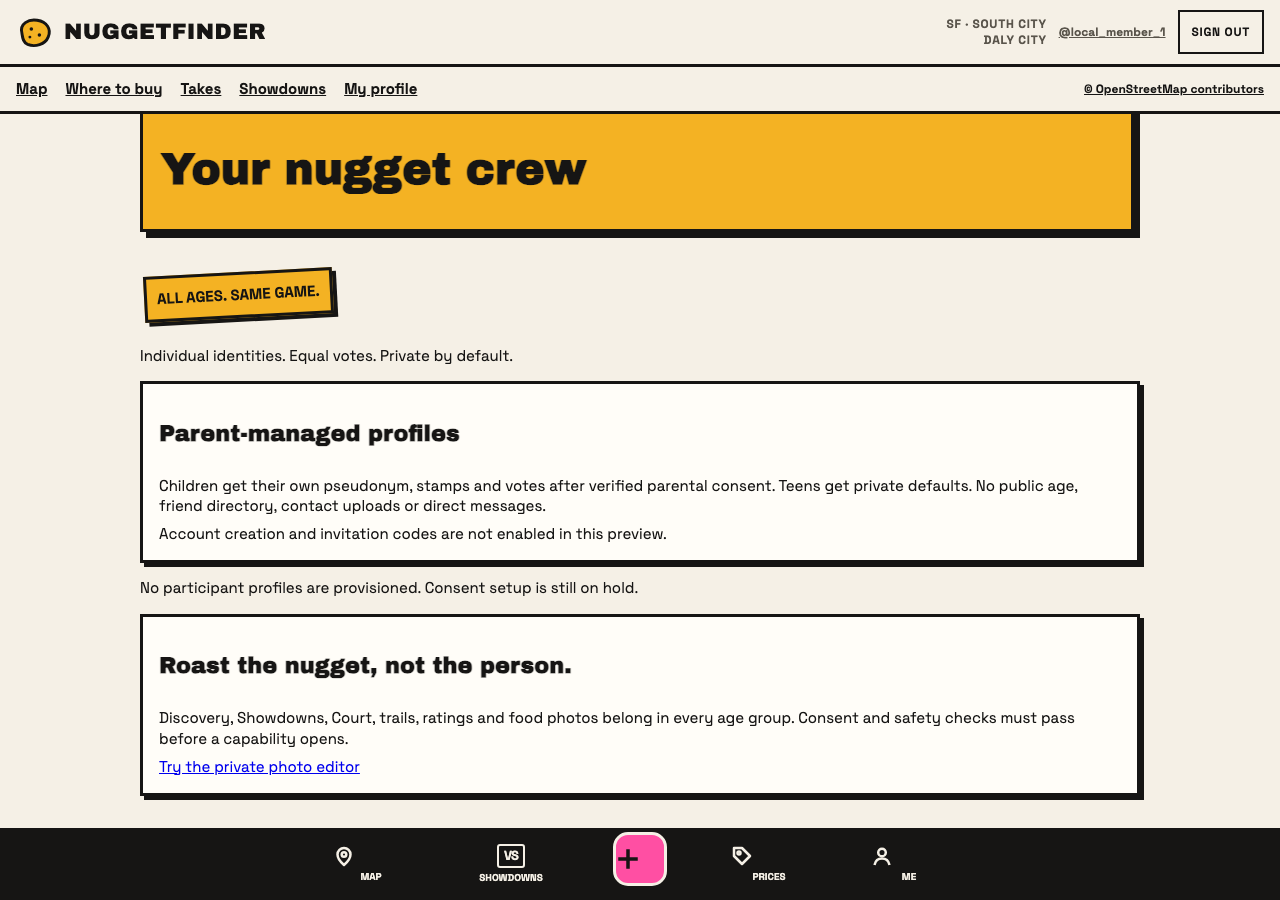 NUGGETFINDER
SF · SOUTH CITY
DALY CITY
@local_member_1
SIGN OUT
Map
Where to buy
Takes
Showdowns
My profile
© OpenStreetMap contributors
Your nugget crew
ALL AGES. SAME GAME.
Individual identities. Equal votes. Private by default.
Parent-managed profiles
Children get their own pseudonym, stamps and votes after verified parental consent. Teens get private defaults. No public age,
friend directory, contact uploads or direct messages.
Account creation and invitation codes are not enabled in this preview.
No participant profiles are provisioned. Consent setup is still on hold.
Roast the nugget, not the person.
Discovery, Showdowns, Court, trails, ratings and food photos belong in every age group. Consent and safety checks must pass
before a capability opens.
Try the private photo editor
MAP
VS
SHOWDOWNS
+
PRICES
ME